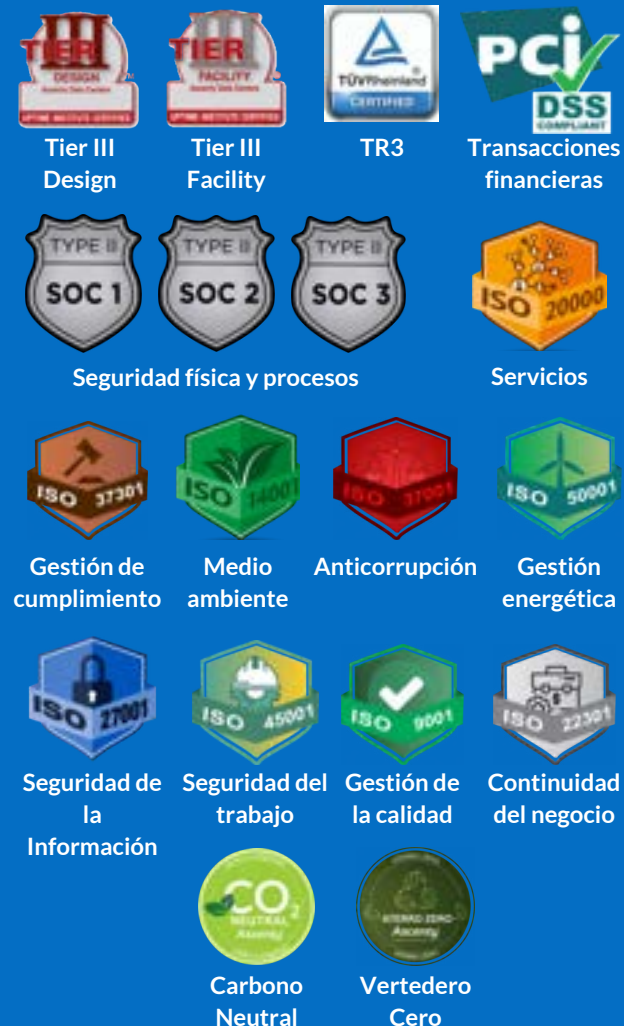 TIER III
DESIGN
TIER III
FACILITY
TÜVRheinland
CERTIFIED
PCi
DSS
COMPLIANT
Tier III
Design
Tier III
Facility
TR3
Transacciones
financieras
TYPE II
SOC 1
TYPE II
SOC 2
TYPE II
SOC 3
ISO 20000
Seguridad física y procesos
Servicios
ISO 37301
ISO 14001
ISO 37001
ISO 50001
Gestión de
cumplimiento
Medio
ambiente
Anticorrupción
Gestión
energética
ISO 27001
ISO 45001
ISO 9001
ISO 22301
Seguridad de
la
Información
Seguridad del
trabajo
Gestión de
la calidad
Continuidad
del negocio
CO2
NEUTRAL
Ascenty
ATERRO ZERO
Ascenty
Carbono
Neutral
Vertedero
Cero